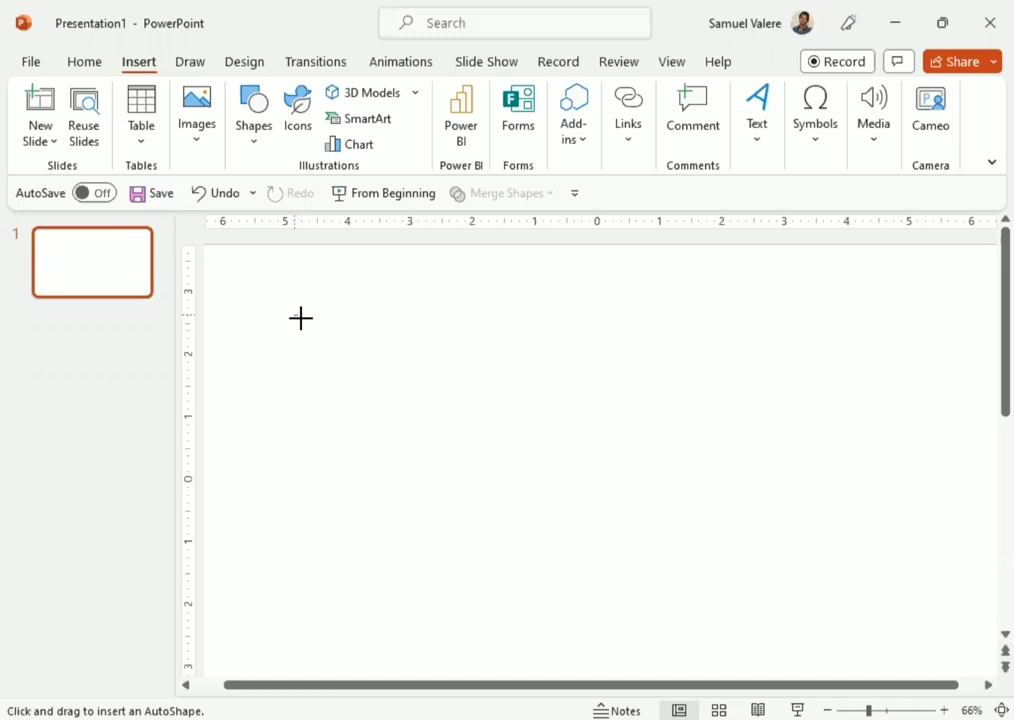 Presentation1 - PowerPoint
Search
Samuel Valere
File Home Insert Draw Design Transitions Animations Slide Show Record Review View Help
Record
Share
New Slide
Reuse Slides
Table
Images
Shapes
Icons
3D Models
SmartArt
Chart
Power BI
Forms
Add-ins
Links
Comment
Text
Symbols
Media
Cameo
Slides Tables Illustrations Power BI Forms Comments Camera
AutoSave Off Save Undo Redo From Beginning Merge Shapes
6 5 4 3 2 1 0 1 2 3 4 5 6
1
3
2
1
0
1
2
3
Click and drag to insert an AutoShape.
Notes
66%